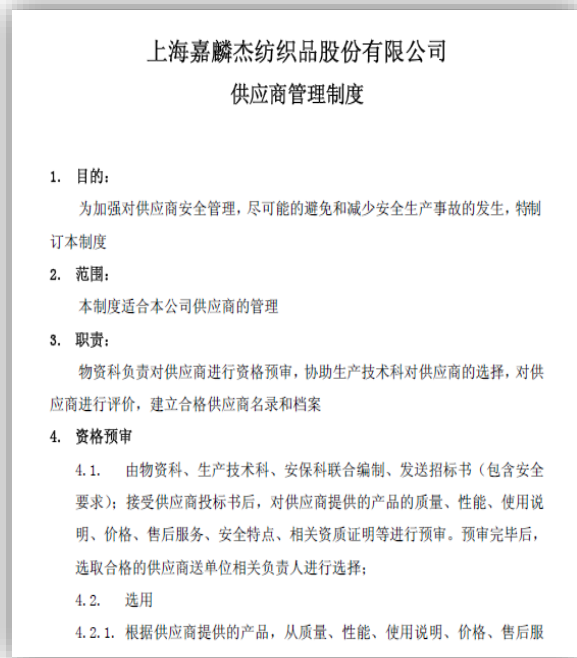 上海嘉麟杰纺织品股份有限公司
供应商管理制度
1. 目的：
为加强对供应商安全管理，尽可能的避免和减少安全生产事故的发生，特制
订本制度
2. 范围：
本制度适合本公司供应商的管理
3. 职责：
物资科负责对供应商进行资格预审，协助生产技术科对供应商的选择，对供
应商进行评价，建立合格供应商名录和档案
4. 资格预审
4.1. 由物资科、生产技术科、安保科联合编制、发送招标书（包含安全
要求）；接受供应商投标书后，对供应商提供的产品的质量、性能、使用说
明、价格、售后服务、安全特点、相关资质证明等进行预审。预审完毕后，
选取合格的供应商送单位相关负责人进行选择；
4.2. 选用
4.2.1. 根据供应商提供的产品，从质量、性能、使用说明、价格、售后服